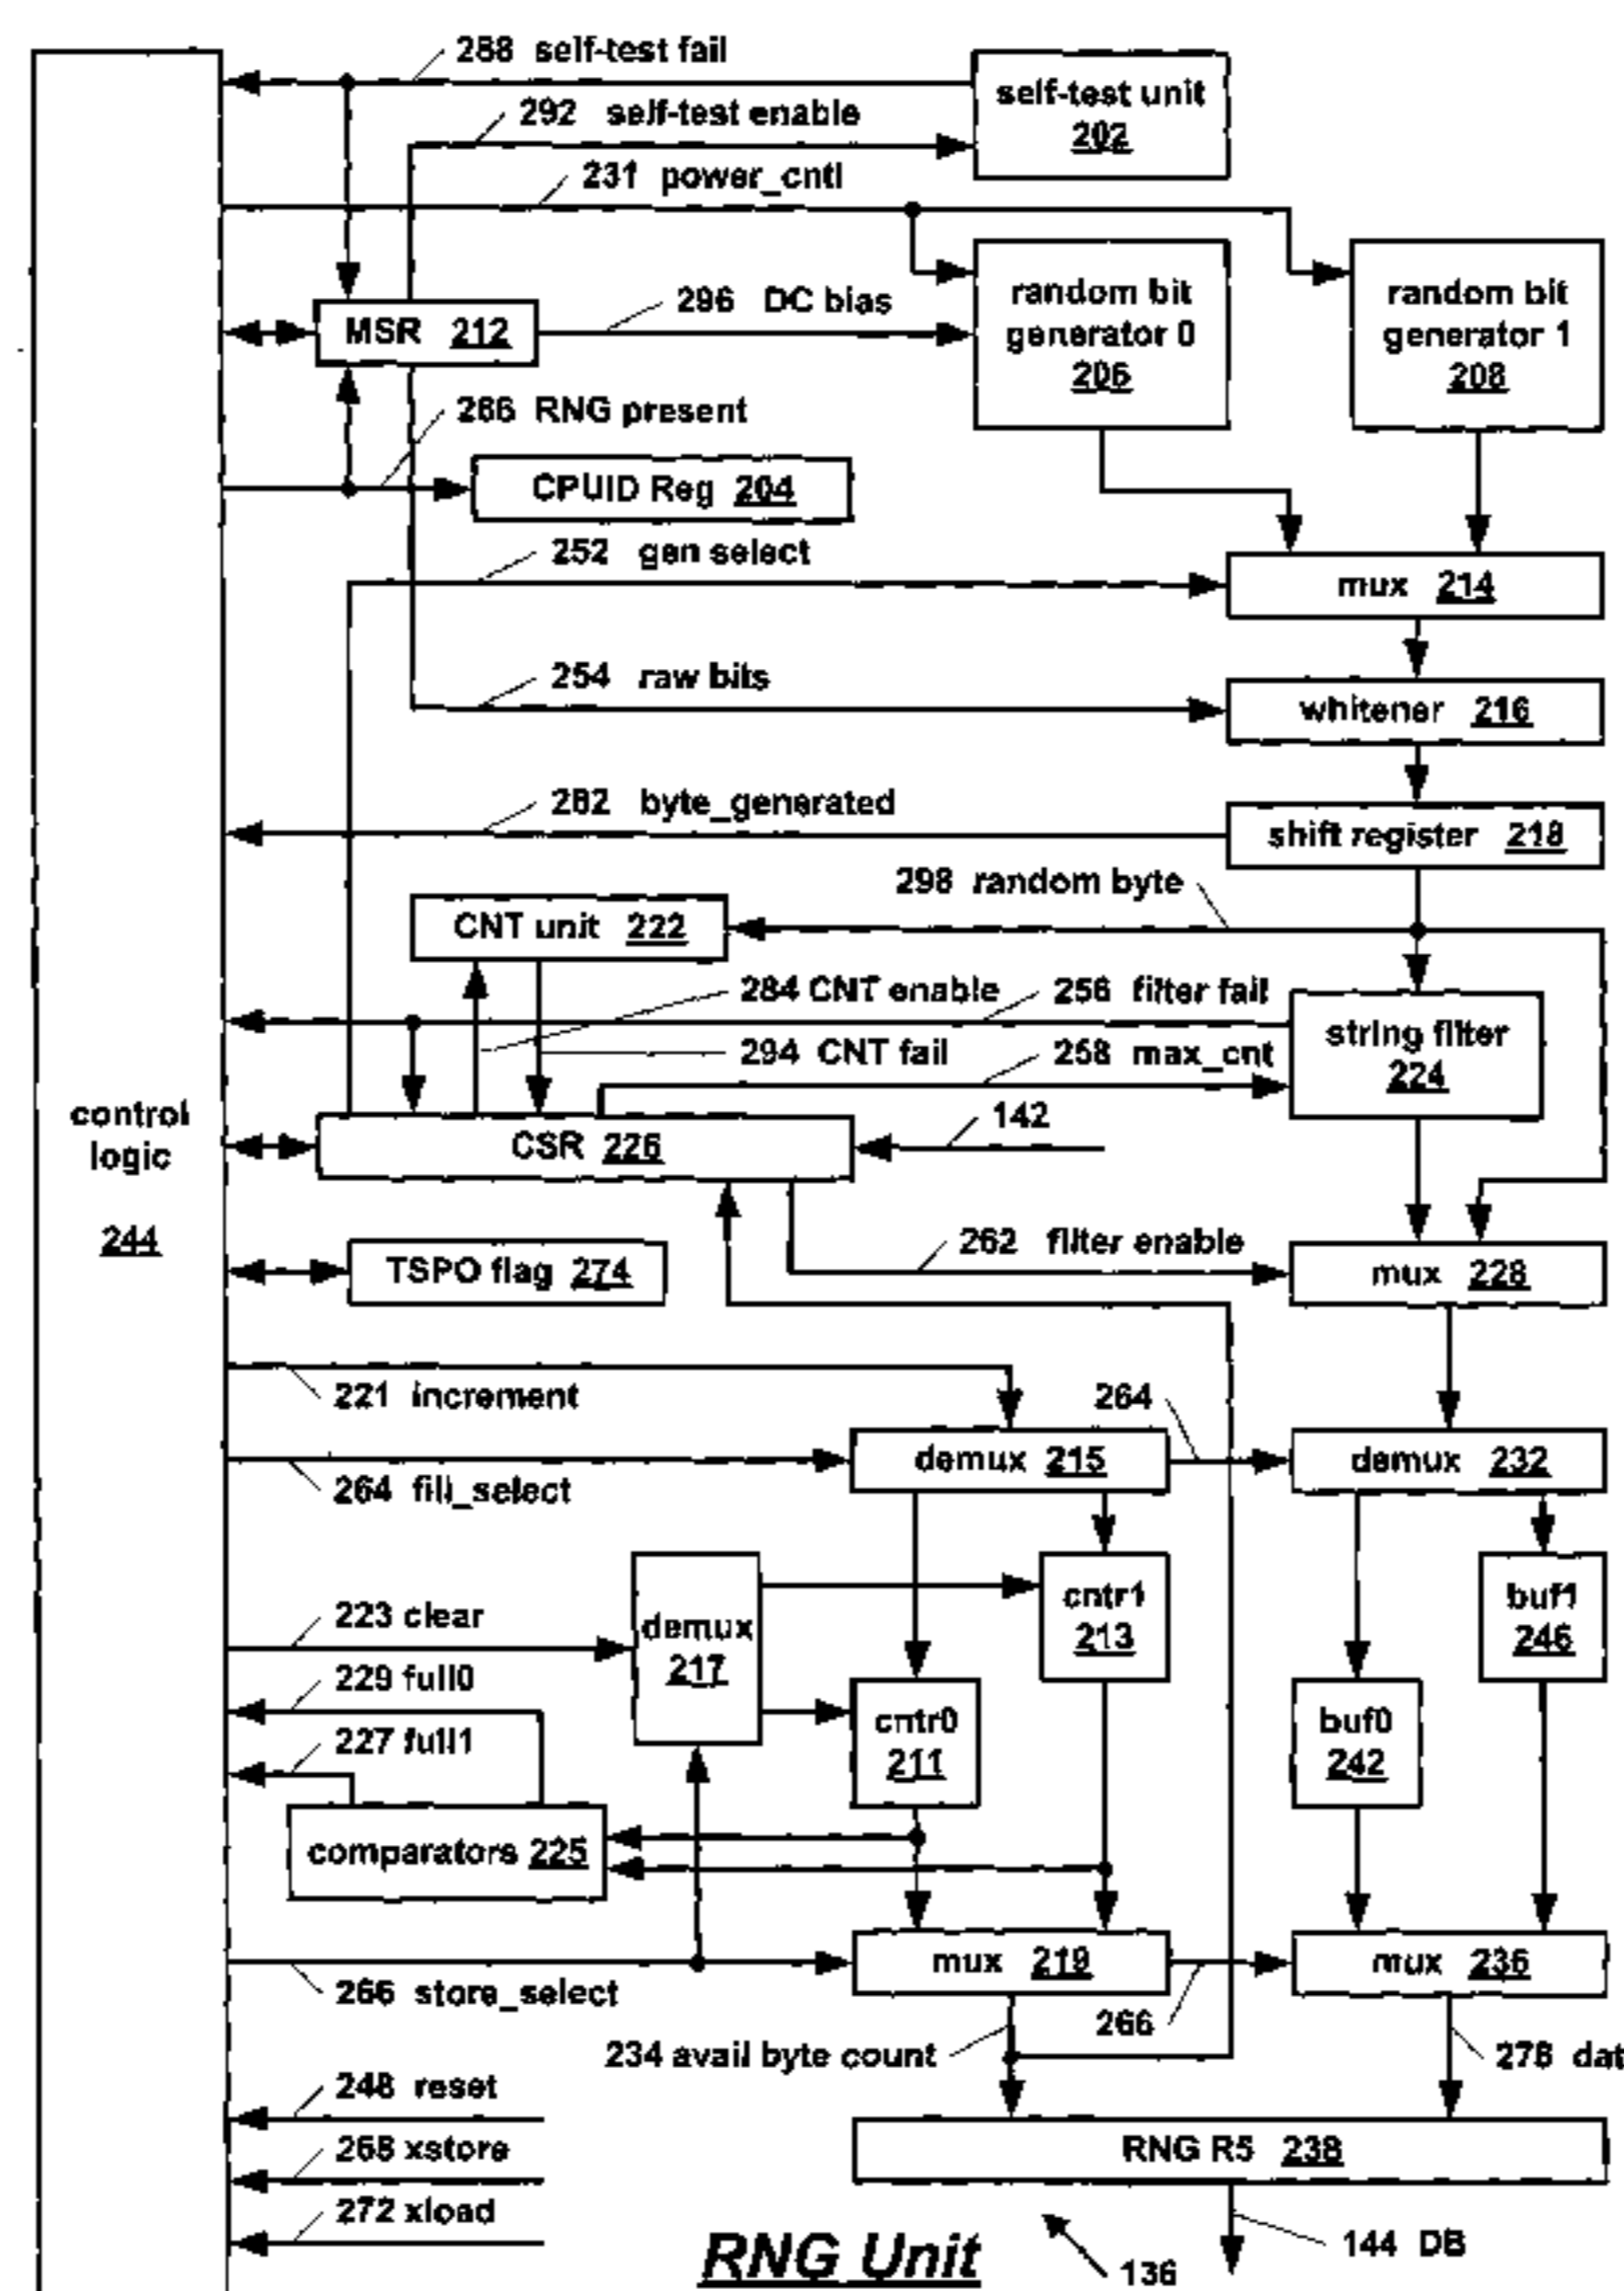 288 self-test fail
self-test unit
202
292 self-test enable
231 power_cntl
random bit
generator 0
206
random bit
generator 1
208
296 DC bias
MSR 212
286 RNG present
CPUID Reg 204
252 gen select
mux 214
254 raw bits
whitener 216
282 byte_generated
shift register 218
298 random byte
CNT unit 222
284 CNT enable
256 filter fail
string filter
224
294 CNT fail
258 max_cnt
control
logic
244
142
CSR 226
262 filter enable
TSPO flag 274
mux 228
221 increment
264
demux 215
demux 232
264 fill_select
demux
217
cntr1
213
buf1
246
223 clear
229 full0
cntr0
211
buf0
242
227 full1
comparators 225
mux 219
mux 236
266 store_select
266
234 avail byte count
276 dat
248 reset
RNG R5 238
268 xstore
272 xload
144 DB
RNG Unit
136